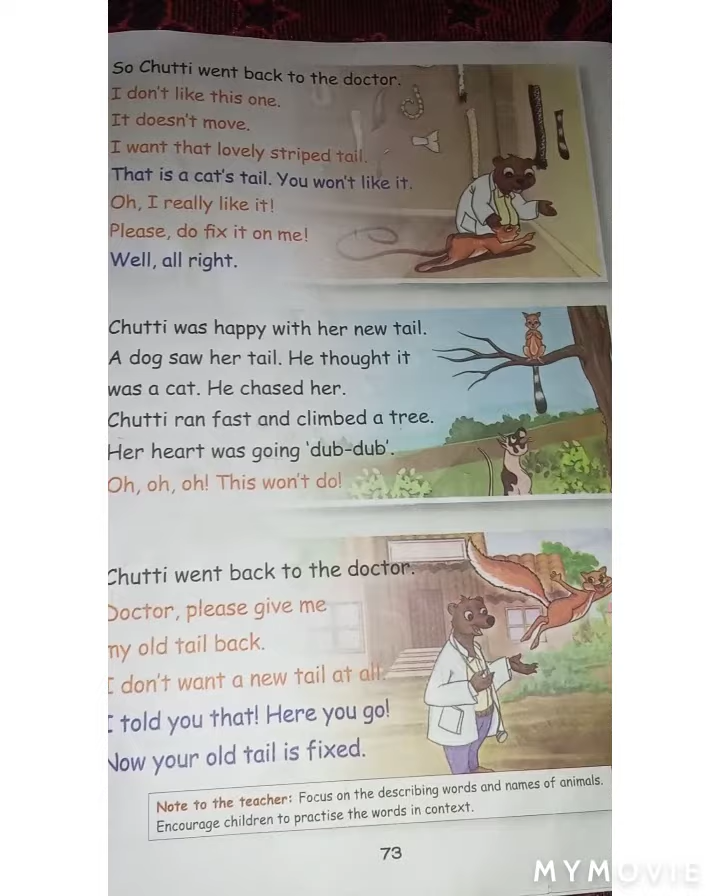 So Chutti went back to the doctor.
I don't like this one.
It doesn't move.
I want that lovely striped tail.
That is a cat's tail. You won't like it.
Oh, I really like it!
Please, do fix it on me!
Well, all right.
Chutti was happy with her new tail.
A dog saw her tail. He thought it
was a cat. He chased her.
Chutti ran fast and climbed a tree.
Her heart was going 'dub-dub'.
Oh, oh, oh! This won't do!
Chutti went back to the doctor.
Doctor, please give me
my old tail back.
I don't want a new tail at all.
I told you that! Here you go!
Now your old tail is fixed.
Note to the teacher: Focus on the describing words and names of animals.
Encourage children to practise the words in context.
73
MYMOVIE